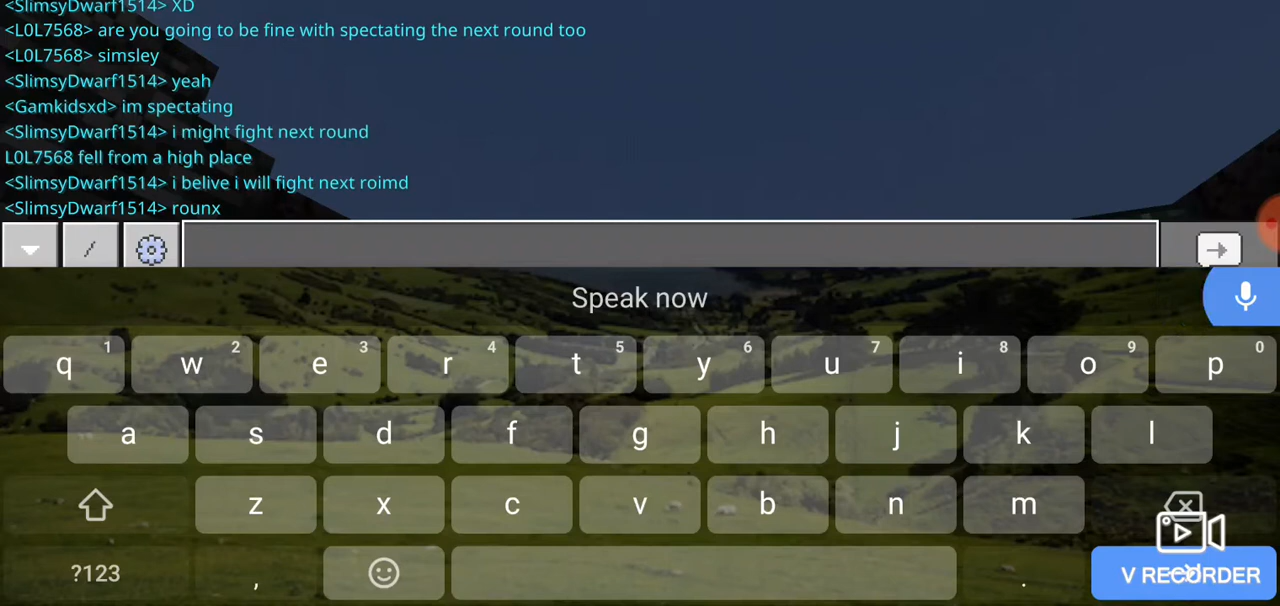 <SlimsyDwarf1514> XD
<L0L7568> are you going to be fine with spectating the next round too
<L0L7568> simsley
<SlimsyDwarf1514> yeah
<Gamkidsxd> im spectating
<SlimsyDwarf1514> i might fight next round
L0L7568 fell from a high place
<SlimsyDwarf1514> i belive i will fight next roimd
<SlimsyDwarf1514> rounx
/
Speak now
q 1 w 2 e 3 r 4 t 5 y 6 u 7 i 8 o 9 p 0
a s d f g h j k l
z x c v b n m
?123 , .
V RECORDER